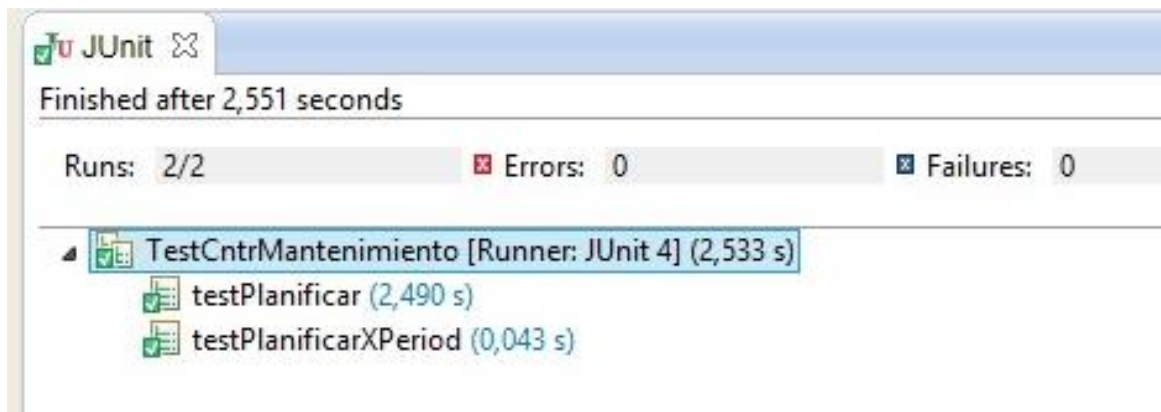 JUnit
Finished after 2,551 seconds
Runs: 2/2 Errors: 0 Failures: 0
TestCntrMantenimiento [Runner: JUnit 4] (2,533 s)
testPlanificar (2,490 s)
testPlanificarXPeriod (0,043 s)